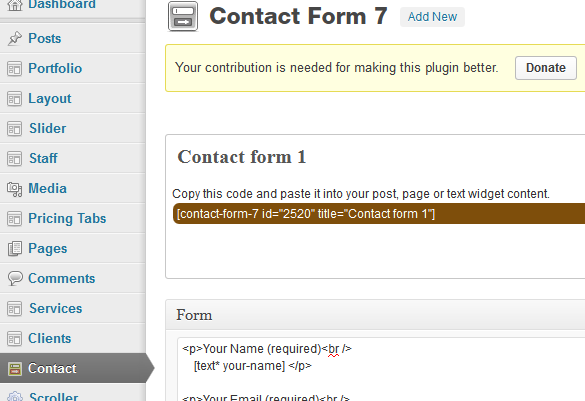 Dashboard
Posts
Portfolio
Layout
Slider
Staff
Media
Pricing Tabs
Pages
Comments
Services
Clients
Contact
Scroller
Contact Form 7 Add New
Your contribution is needed for making this plugin better. Donate
Contact form 1
Copy this code and paste it into your post, page or text widget content.
[contact-form-7 id="2520" title="Contact form 1"]
Form
<p>Your Name (required)<br />
[text* your-name] </p>
<p>Your Email (required)<br />